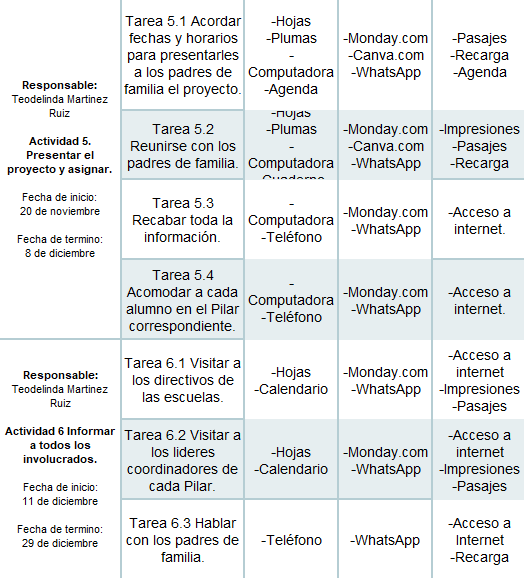 Responsable:
Teodelinda Martinez
Ruiz
Actividad 5.
Presentar el
proyecto y asignar.
Fecha de inicio:
20 de noviembre
Fecha de termino:
8 de diciembre
Tarea 5.1 Acordar
fechas y horarios
para presentarles
a los padres de
familia el proyecto.
-Hojas
-Plumas
-
Computadora
-Agenda
-Monday.com
-Canva.com
-WhatsApp
-Pasajes
-Recarga
-Agenda
Tarea 5.2
Reunirse con los
padres de familia.
-Hojas
-Plumas
-
Computadora
-Cuaderno
-Monday.com
-Canva.com
-WhatsApp
-Impresiones
-Pasajes
-Recarga
Tarea 5.3
Recabar toda la
información.
-
Computadora
-Teléfono
-Monday.com
-WhatsApp
-Acceso a
internet.
Tarea 5.4
Acomodar a cada
alumno en el Pilar
correspondiente.
-
Computadora
-Teléfono
-Monday.com
-WhatsApp
-Acceso a
internet.
Responsable:
Teodelinda Martinez
Ruiz
Actividad 6 Informar
a todos los
involucrados.
Fecha de inicio:
11 de diciembre
Fecha de termino:
29 de diciembre
Tarea 6.1 Visitar a
los directivos de
las escuelas.
-Hojas
-Calendario
-Monday.com
-WhatsApp
-Acceso a
internet
-Impresiones
-Pasajes
Tarea 6.2 Visitar a
los lideres
coordinadores de
cada Pilar.
-Hojas
-Calendario
-Monday.com
-WhatsApp
-Acceso a
internet
-Impresiones
-Pasajes
Tarea 6.3 Hablar
con los padres de
familia.
-Teléfono
-WhatsApp
-Acceso a
Internet
-Recarga